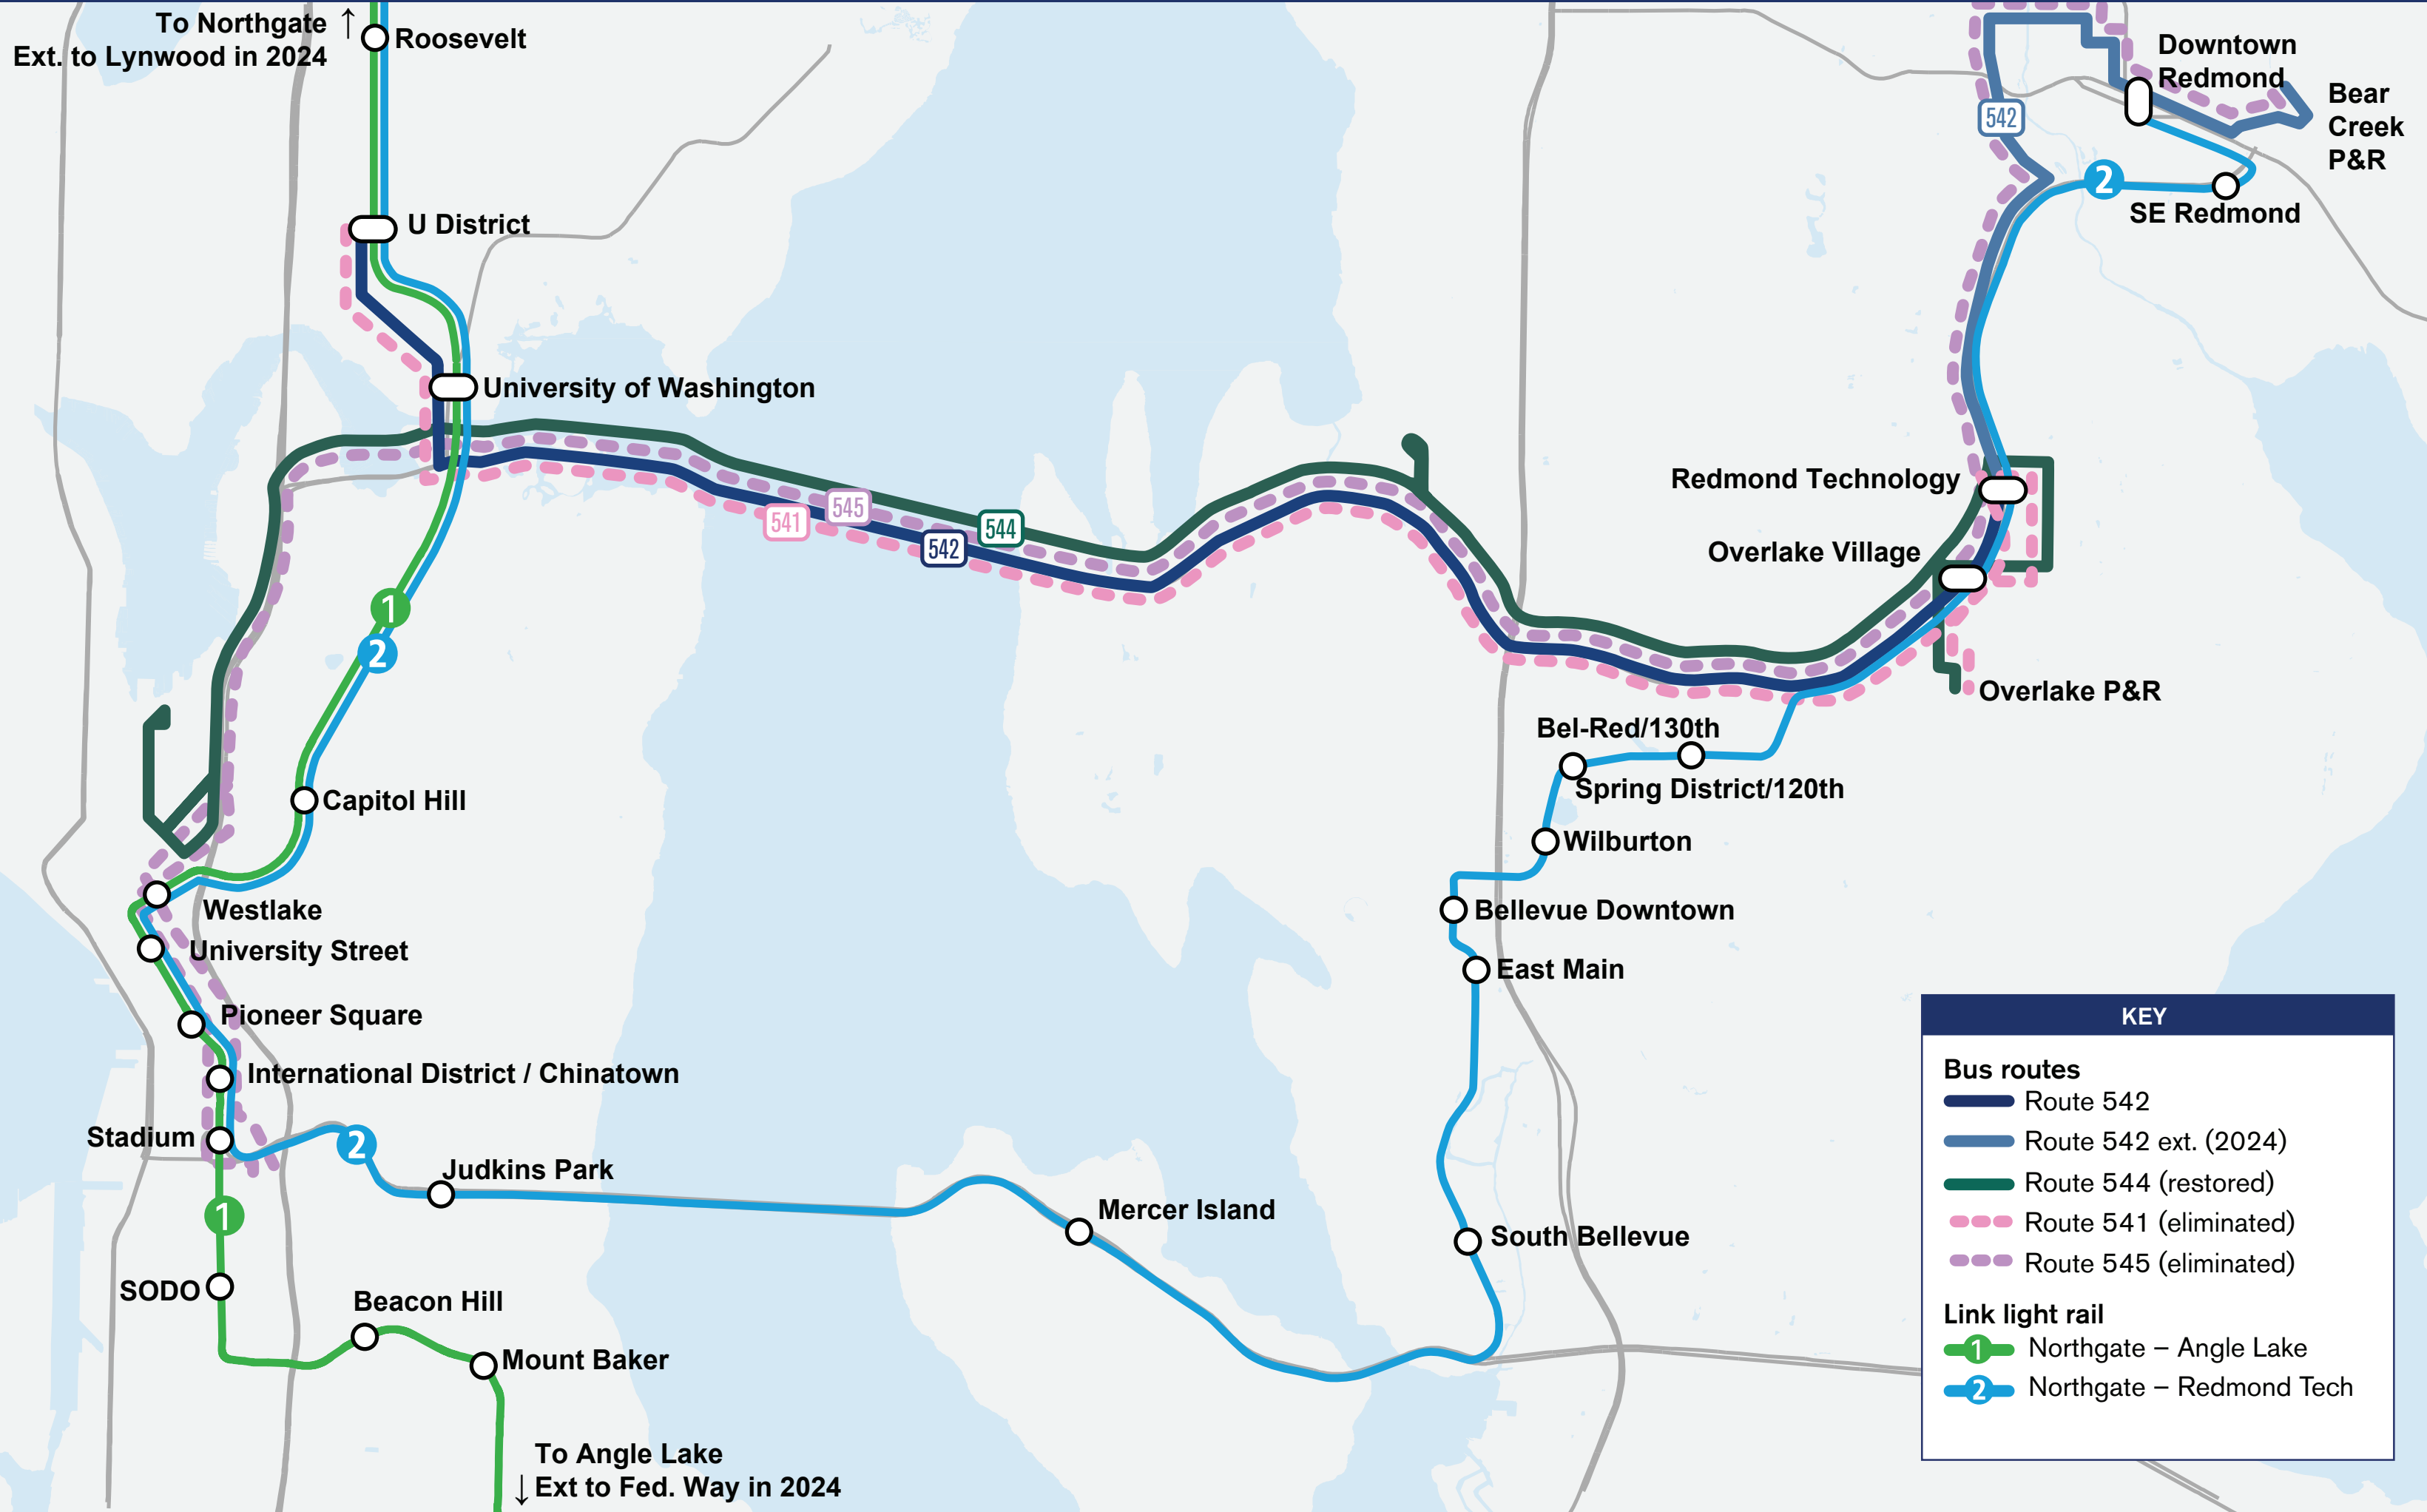 To Northgate ↑
Ext. to Lynwood in 2024
Roosevelt
U District
University of Washington
541
545
542
544
1
2
Capitol Hill
Westlake
University Street
Pioneer Square
International District / Chinatown
Stadium
2
Judkins Park
1
SODO
Beacon Hill
Mount Baker
To Angle Lake
↓ Ext to Fed. Way in 2024
Mercer Island
South Bellevue
East Main
Bellevue Downtown
Wilburton
Spring District/120th
Bel-Red/130th
Overlake P&R
Overlake Village
Redmond Technology
542
2
SE Redmond
Downtown
Redmond
Bear
Creek
P&R
KEY
Bus routes
Route 542
Route 542 ext. (2024)
Route 544 (restored)
Route 541 (eliminated)
Route 545 (eliminated)
Link light rail
1 Northgate – Angle Lake
2 Northgate – Redmond Tech